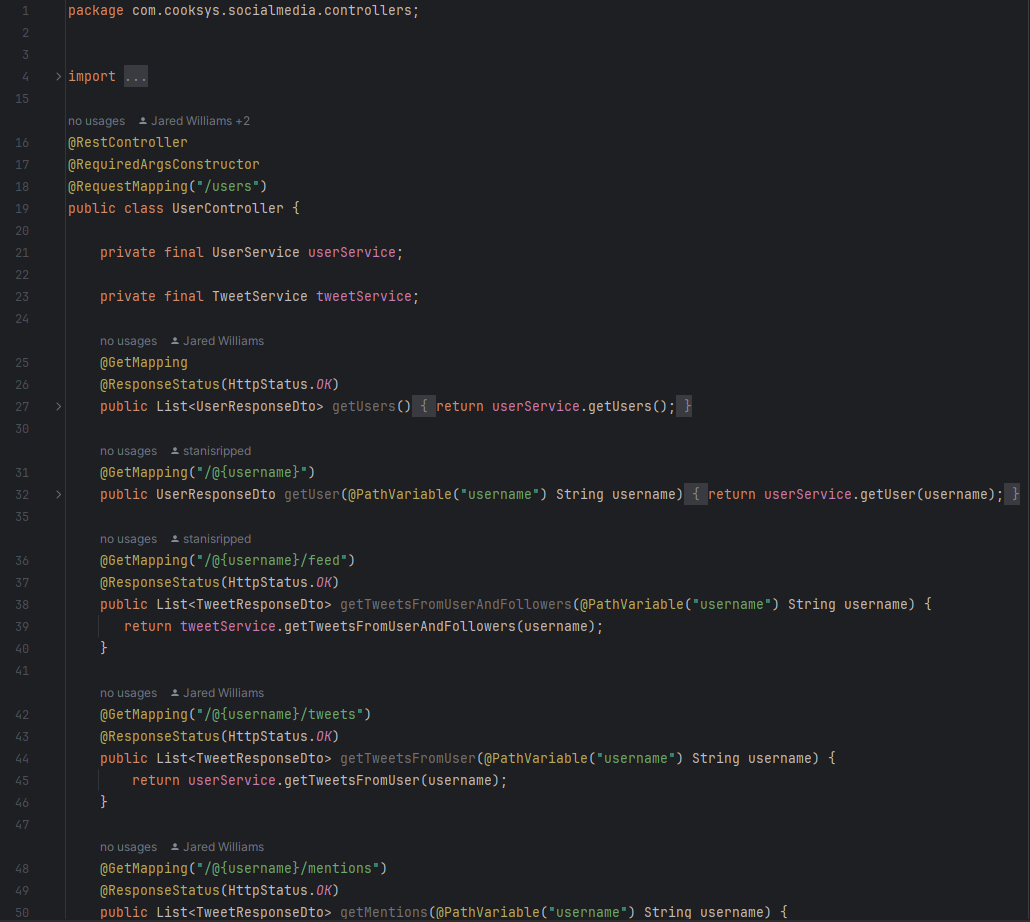 1 package com.cooksys.socialmedia.controllers;
2
3
4 import ...
15
no usages Jared Williams +2
16 @RestController
17 @RequiredArgsConstructor
18 @RequestMapping("/users")
19 public class UserController {
20
21 private final UserService userService;
22
23 private final TweetService tweetService;
24
no usages Jared Williams
25 @GetMapping
26 @ResponseStatus(HttpStatus.OK)
27 public List<UserResponseDto> getUsers() { return userService.getUsers(); }
30
no usages stanisripped
31 @GetMapping("/@{username}")
32 public UserResponseDto getUser(@PathVariable("username") String username) { return userService.getUser(username); }
35
no usages stanisripped
36 @GetMapping("/@{username}/feed")
37 @ResponseStatus(HttpStatus.OK)
38 public List<TweetResponseDto> getTweetsFromUserAndFollowers(@PathVariable("username") String username) {
39 return tweetService.getTweetsFromUserAndFollowers(username);
40 }
41
no usages Jared Williams
42 @GetMapping("/@{username}/tweets")
43 @ResponseStatus(HttpStatus.OK)
44 public List<TweetResponseDto> getTweetsFromUser(@PathVariable("username") String username) {
45 return userService.getTweetsFromUser(username);
46 }
47
no usages Jared Williams
48 @GetMapping("/@{username}/mentions")
49 @ResponseStatus(HttpStatus.OK)
50 public List<TweetResponseDto> getMentions(@PathVariable("username") String username) {